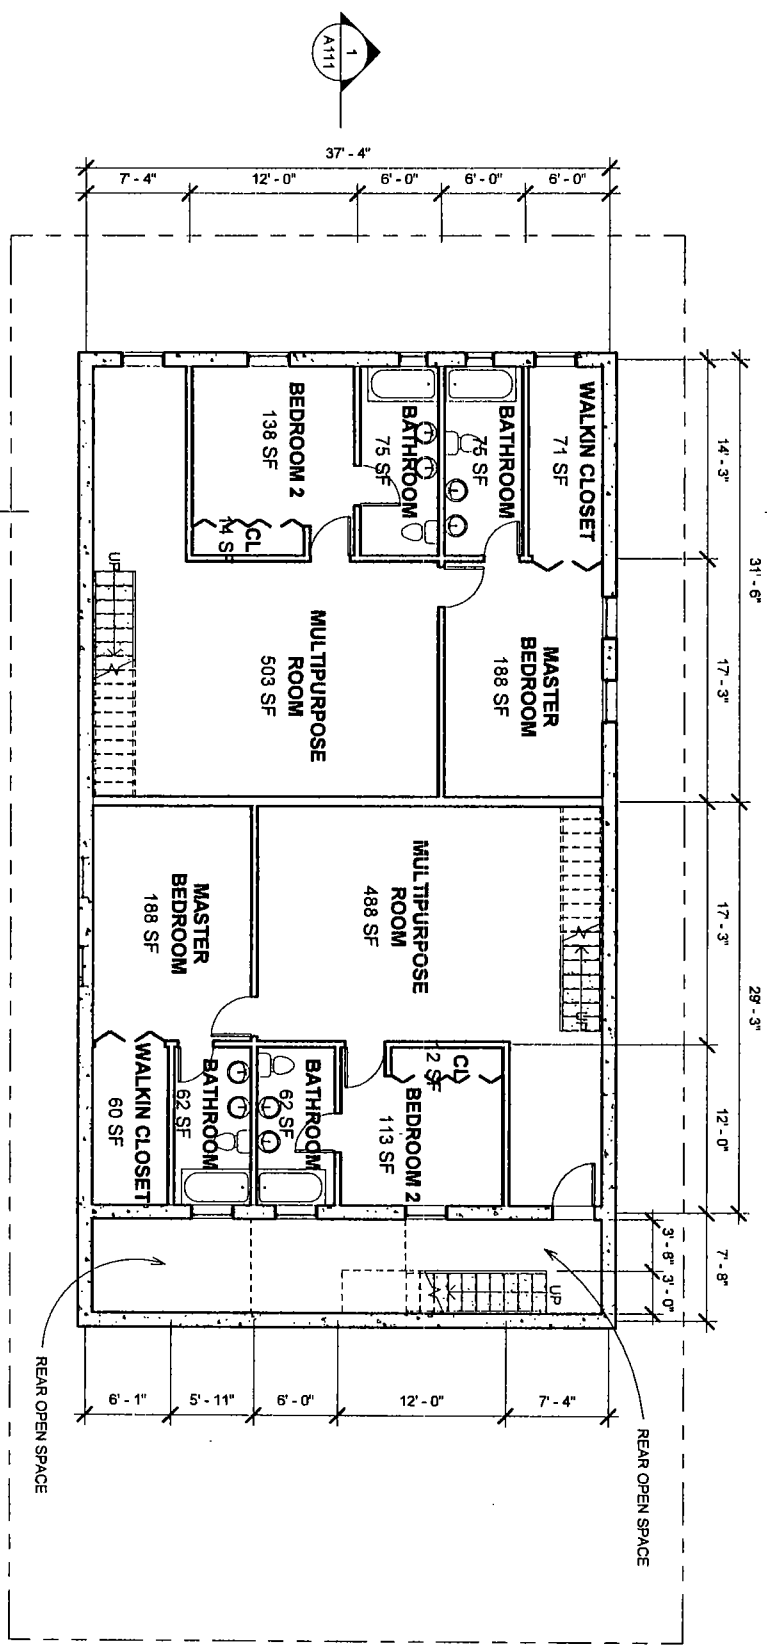 1
A111
37' - 4"
7' - 4"
12' - 0"
6' - 0"
6' - 0"
6' - 0"
WALKIN CLOSET
71 SF
BATHROOM
75 SF
BATHROOM
75 SF
BEDROOM 2
138 SF
CL
14 SF
UP
MULTIPURPOSE
ROOM
503 SF
MASTER
BEDROOM
188 SF
14' - 3"
31' - 6"
17' - 3"
MULTIPURPOSE
ROOM
488 SF
UP
MASTER
BEDROOM
188 SF
17' - 3"
29' - 3"
12' - 0"
CL
BEDROOM 2
113 SF
BATHROOM
62 SF
BATHROOM
62 SF
WALKIN CLOSET
60 SF
3' - 8"
3' - 0"
7' - 8"
UP
6' - 1"
5' - 11"
6' - 0"
12' - 0"
7' - 4"
REAR OPEN SPACE
REAR OPEN SPACE